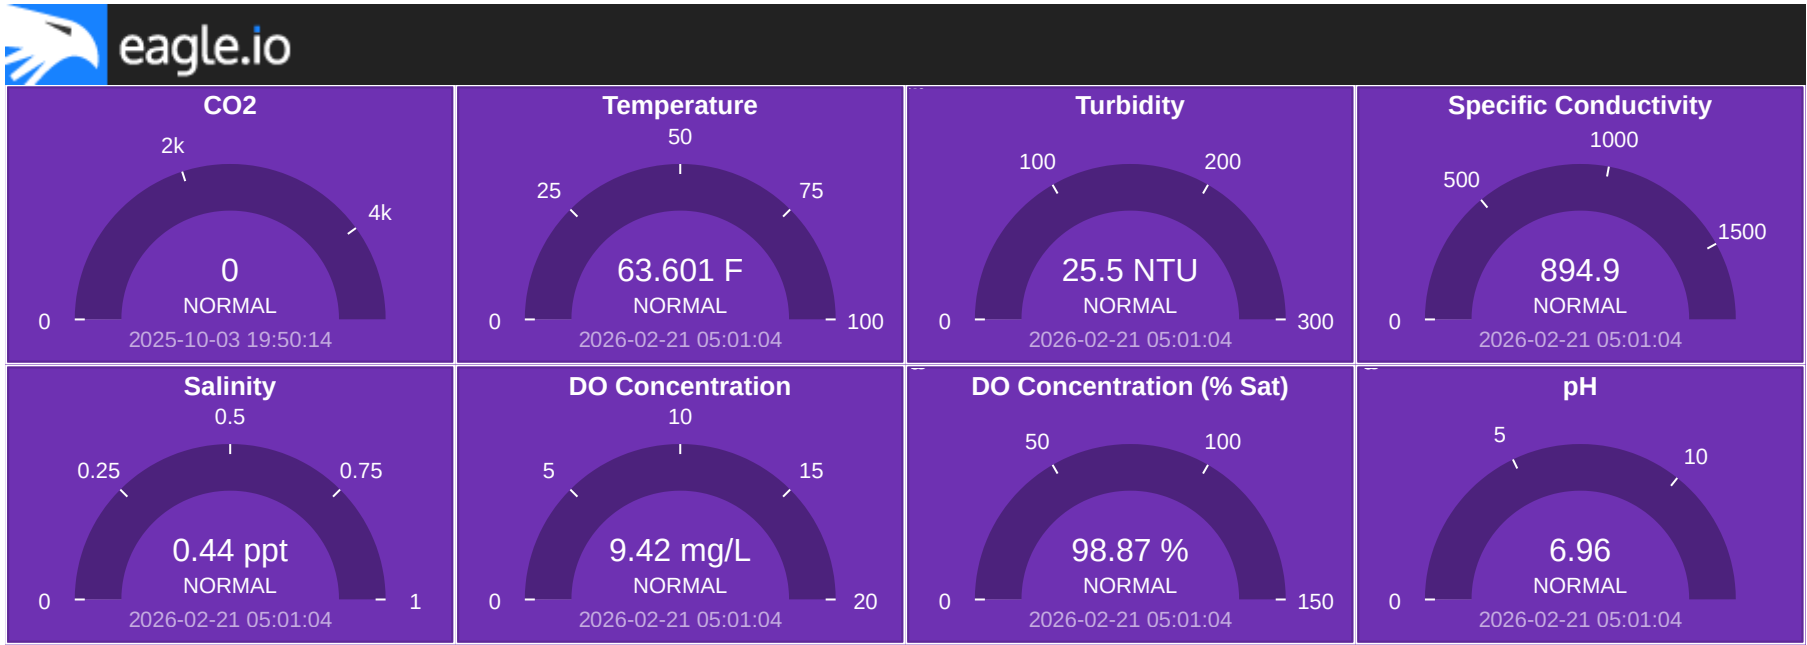 eagle.io
CO2
2k
4k
0
0
NORMAL
2025-10-03 19:50:14
Temperature
50
25
75
63.601 F
NORMAL
0
100
2026-02-21 05:01:04
Turbidity
100
200
25.5 NTU
NORMAL
0
300
2026-02-21 05:01:04
Specific Conductivity
1000
500
1500
894.9
NORMAL
0
2026-02-21 05:01:04
Salinity
0.5
0.25
0.75
0.44 ppt
NORMAL
0
1
2026-02-21 05:01:04
DO Concentration
10
5
15
9.42 mg/L
NORMAL
0
20
2026-02-21 05:01:04
DO Concentration (% Sat)
50
100
98.87 %
NORMAL
0
150
2026-02-21 05:01:04
pH
5
10
6.96
NORMAL
0
2026-02-21 05:01:04